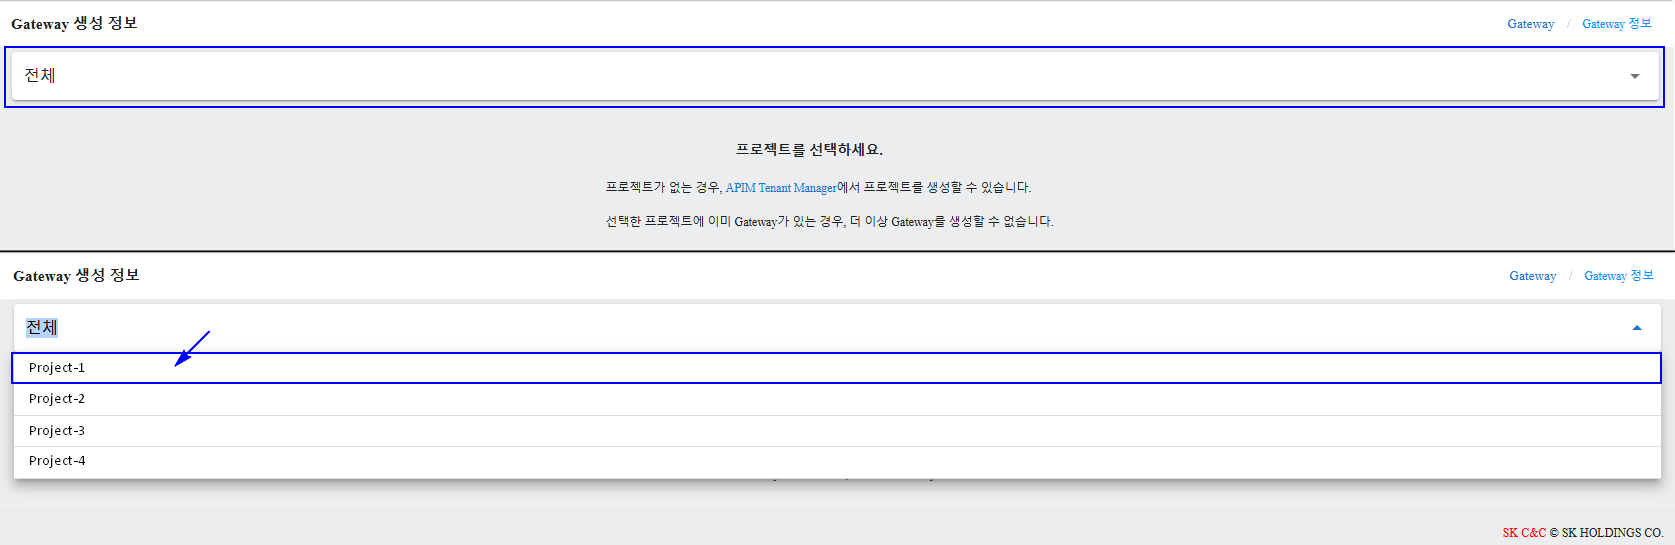 Gateway 생성 정보
Gateway / Gateway 정보
전체
프로젝트를 선택하세요.
프로젝트가 없는 경우, APIM Tenant Manager에서 프로젝트를 생성할 수 있습니다.
선택한 프로젝트에 이미 Gateway가 있는 경우, 더 이상 Gateway를 생성할 수 없습니다.
Gateway 생성 정보
Gateway / Gateway 정보
전체
Project-1
Project-2
Project-3
Project-4
SK C&C © SK HOLDINGS CO.